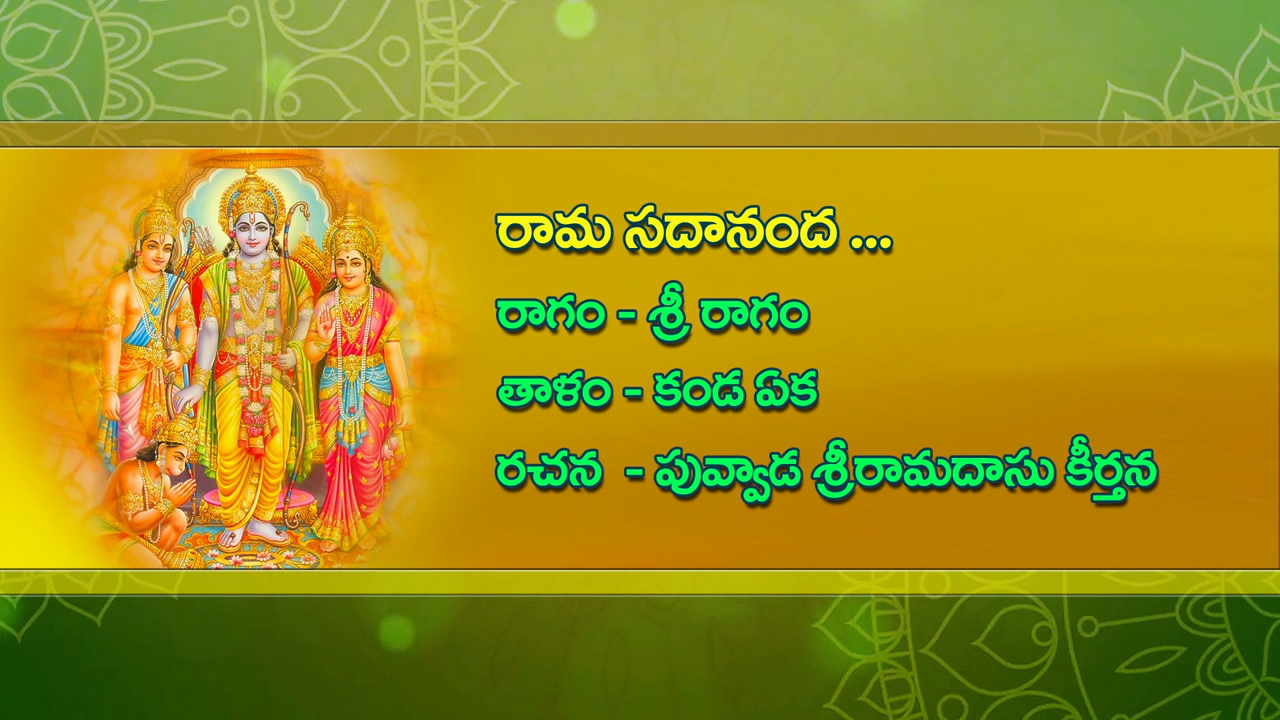 రామ సదానంద ...
రాగం - శ్రీ రాగం
తాళం - కండ ఏక
రచన - పువ్వాడ శ్రీరామదాసు కీర్తన